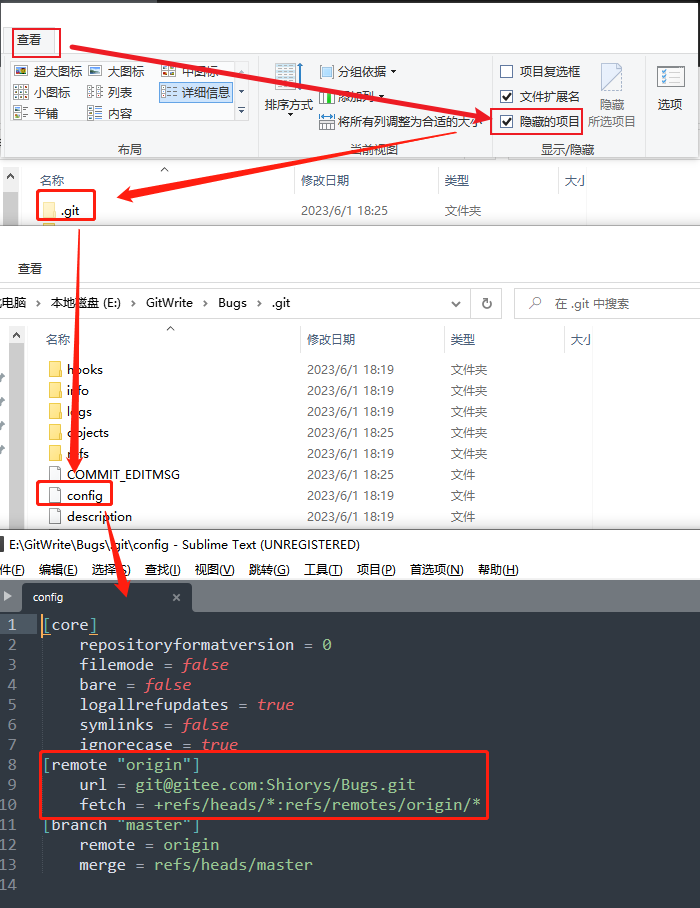 查看
超大图标 大图标 中图标
小图标 列表 详细信息
平铺 内容
布局
排序方式
分组依据
添加列
将所有列调整为合适的大小
当前视图
项目复选框
文件扩展名
隐藏的项目
隐藏
所选项目
显示/隐藏
选项
名称 修改日期 类型 大小
.git 2023/6/1 18:25 文件夹
查看
电脑 › 本地磁盘 (E:) › GitWrite › Bugs › .git
在 .git 中搜索
名称 修改日期 类型 大小
hooks 2023/6/1 18:19 文件夹
info 2023/6/1 18:19 文件夹
logs 2023/6/1 18:19 文件夹
objects 2023/6/1 18:25 文件夹
refs 2023/6/1 18:19 文件夹
COMMIT_EDITMSG 2023/6/1 18:25 文件
config 2023/6/1 18:19 文件
description 2023/6/1 18:19 文件
E:\GitWrite\Bugs\.git\config - Sublime Text (UNREGISTERED)
件(F) 编辑(E) 选择(S) 查找(I) 视图(V) 跳转(G) 工具(T) 项目(P) 首选项(N) 帮助(H)
config ×
1 [core]
2 repositoryformatversion = 0
3 filemode = false
4 bare = false
5 logallrefupdates = true
6 symlinks = false
7 ignorecase = true
8 [remote "origin"]
9 url = git@gitee.com:Shiorys/Bugs.git
10 fetch = +refs/heads/*:refs/remotes/origin/*
11 [branch "master"]
12 remote = origin
13 merge = refs/heads/master
14